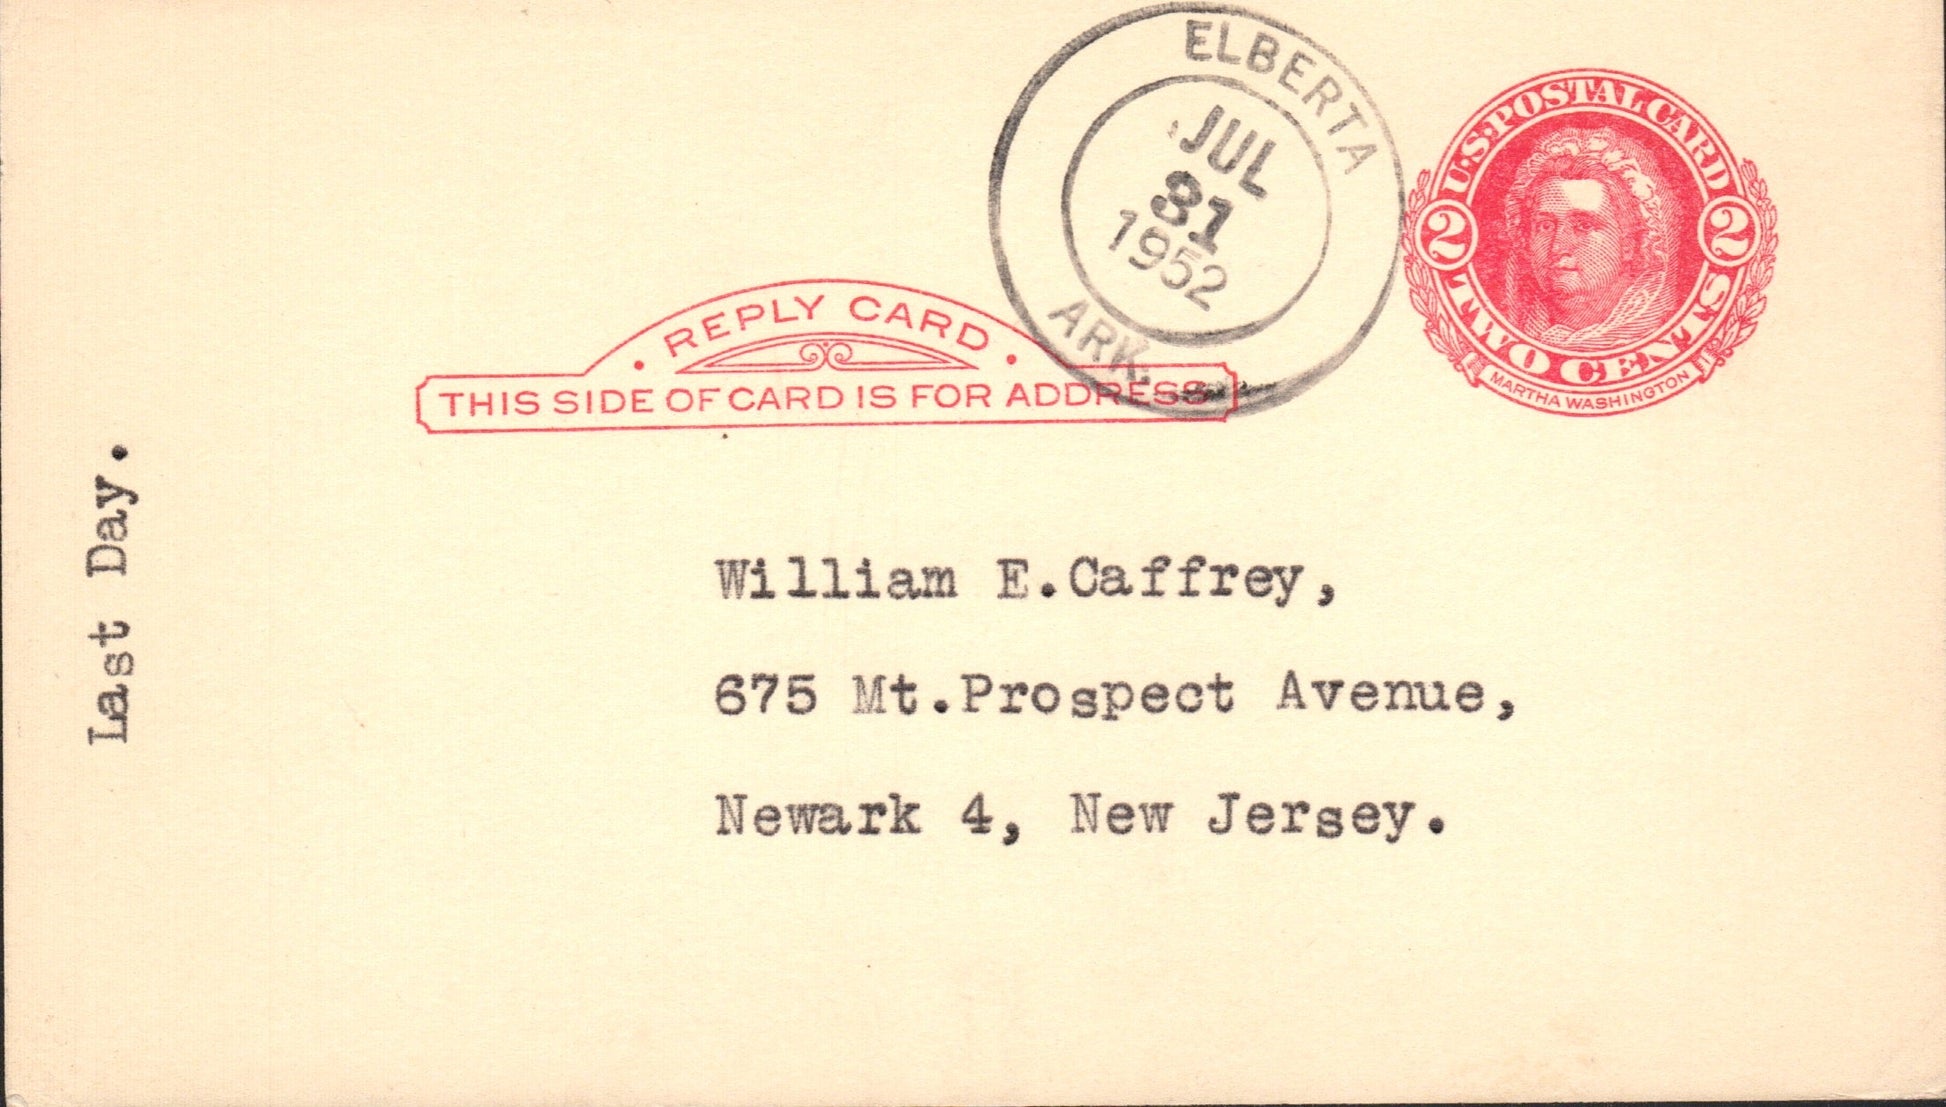 ELBERTA
JUL
31
1952
ARK.
U·S·POSTAL CARD
2 2
TWO CENTS
MARTHA WASHINGTON
· REPLY CARD ·
THIS SIDE OF CARD IS FOR ADDRESS
Last Day.
William E.Caffrey,
675 Mt.Prospect Avenue,
Newark 4, New Jersey.